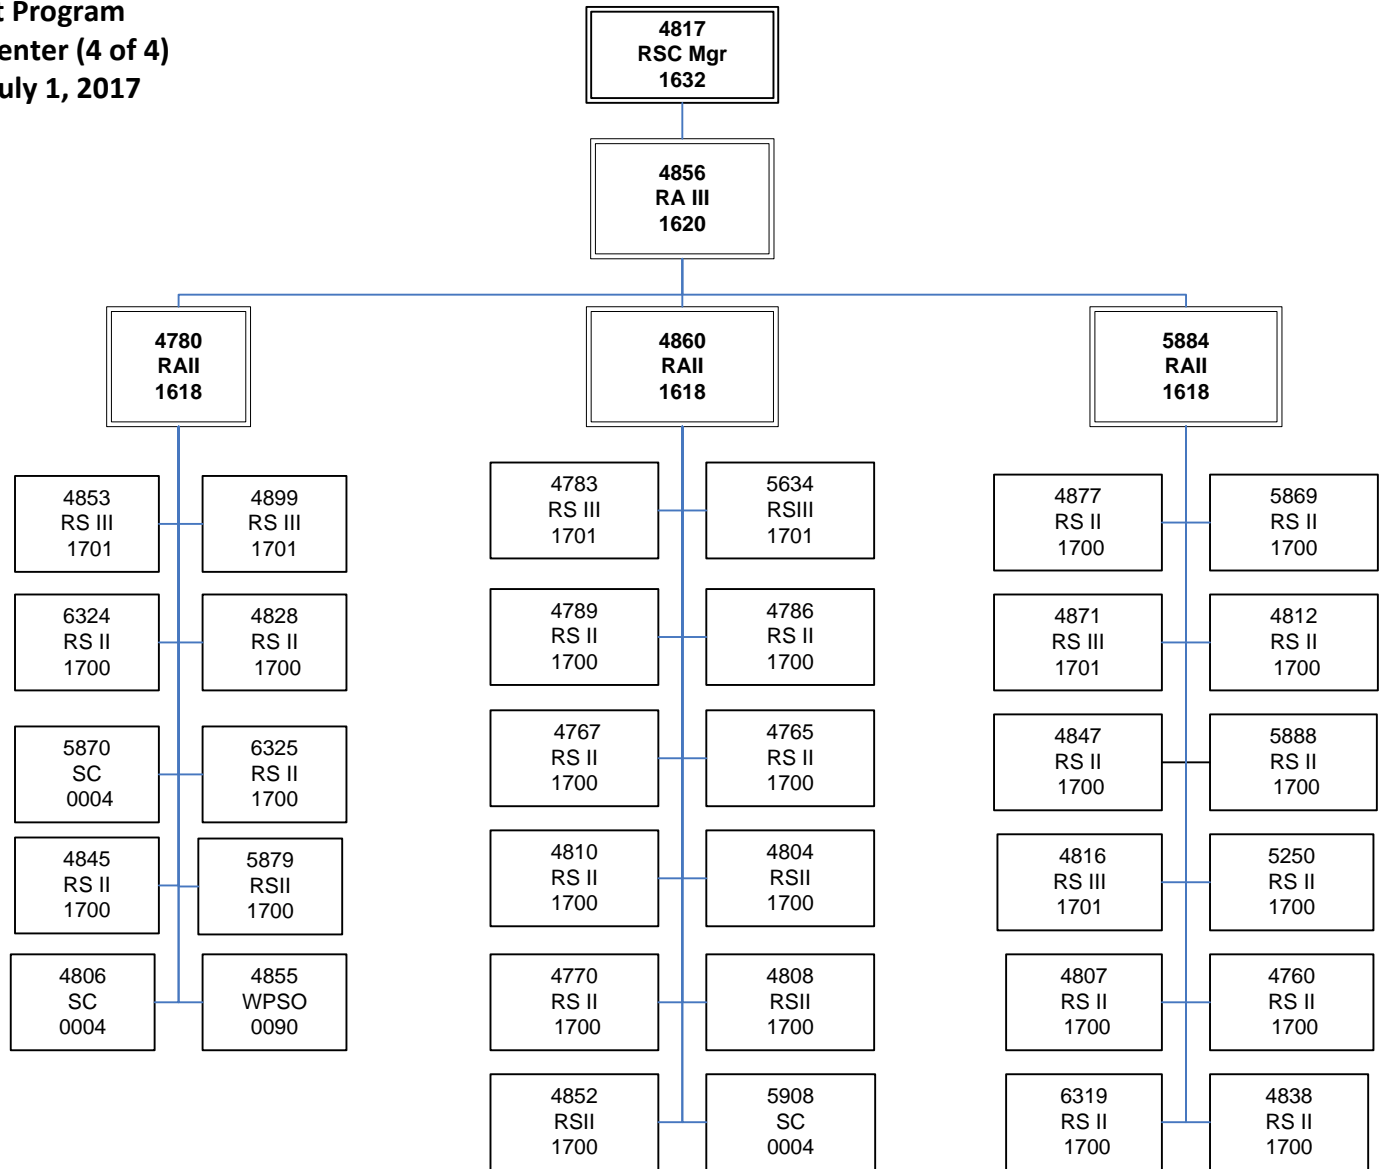 t Program
enter (4 of 4)
uly 1, 2017
4817
RSC Mgr
1632
4856
RA III
1620
4780
RAII
1618
4860
RAII
1618
5884
RAII
1618
4853
RS III
1701
4899
RS III
1701
6324
RS II
1700
4828
RS II
1700
5870
SC
0004
6325
RS II
1700
4845
RS II
1700
5879
RSII
1700
4806
SC
0004
4855
WPSO
0090
4783
RS III
1701
5634
RSIII
1701
4789
RS II
1700
4786
RS II
1700
4767
RS II
1700
4765
RS II
1700
4810
RS II
1700
4804
RSII
1700
4770
RS II
1700
4808
RSII
1700
4852
RSII
1700
5908
SC
0004
4877
RS II
1700
5869
RS II
1700
4871
RS III
1701
4812
RS II
1700
4847
RS II
1700
5888
RS II
1700
4816
RS III
1701
5250
RS II
1700
4807
RS II
1700
4760
RS II
1700
6319
RS II
1700
4838
RS II
1700